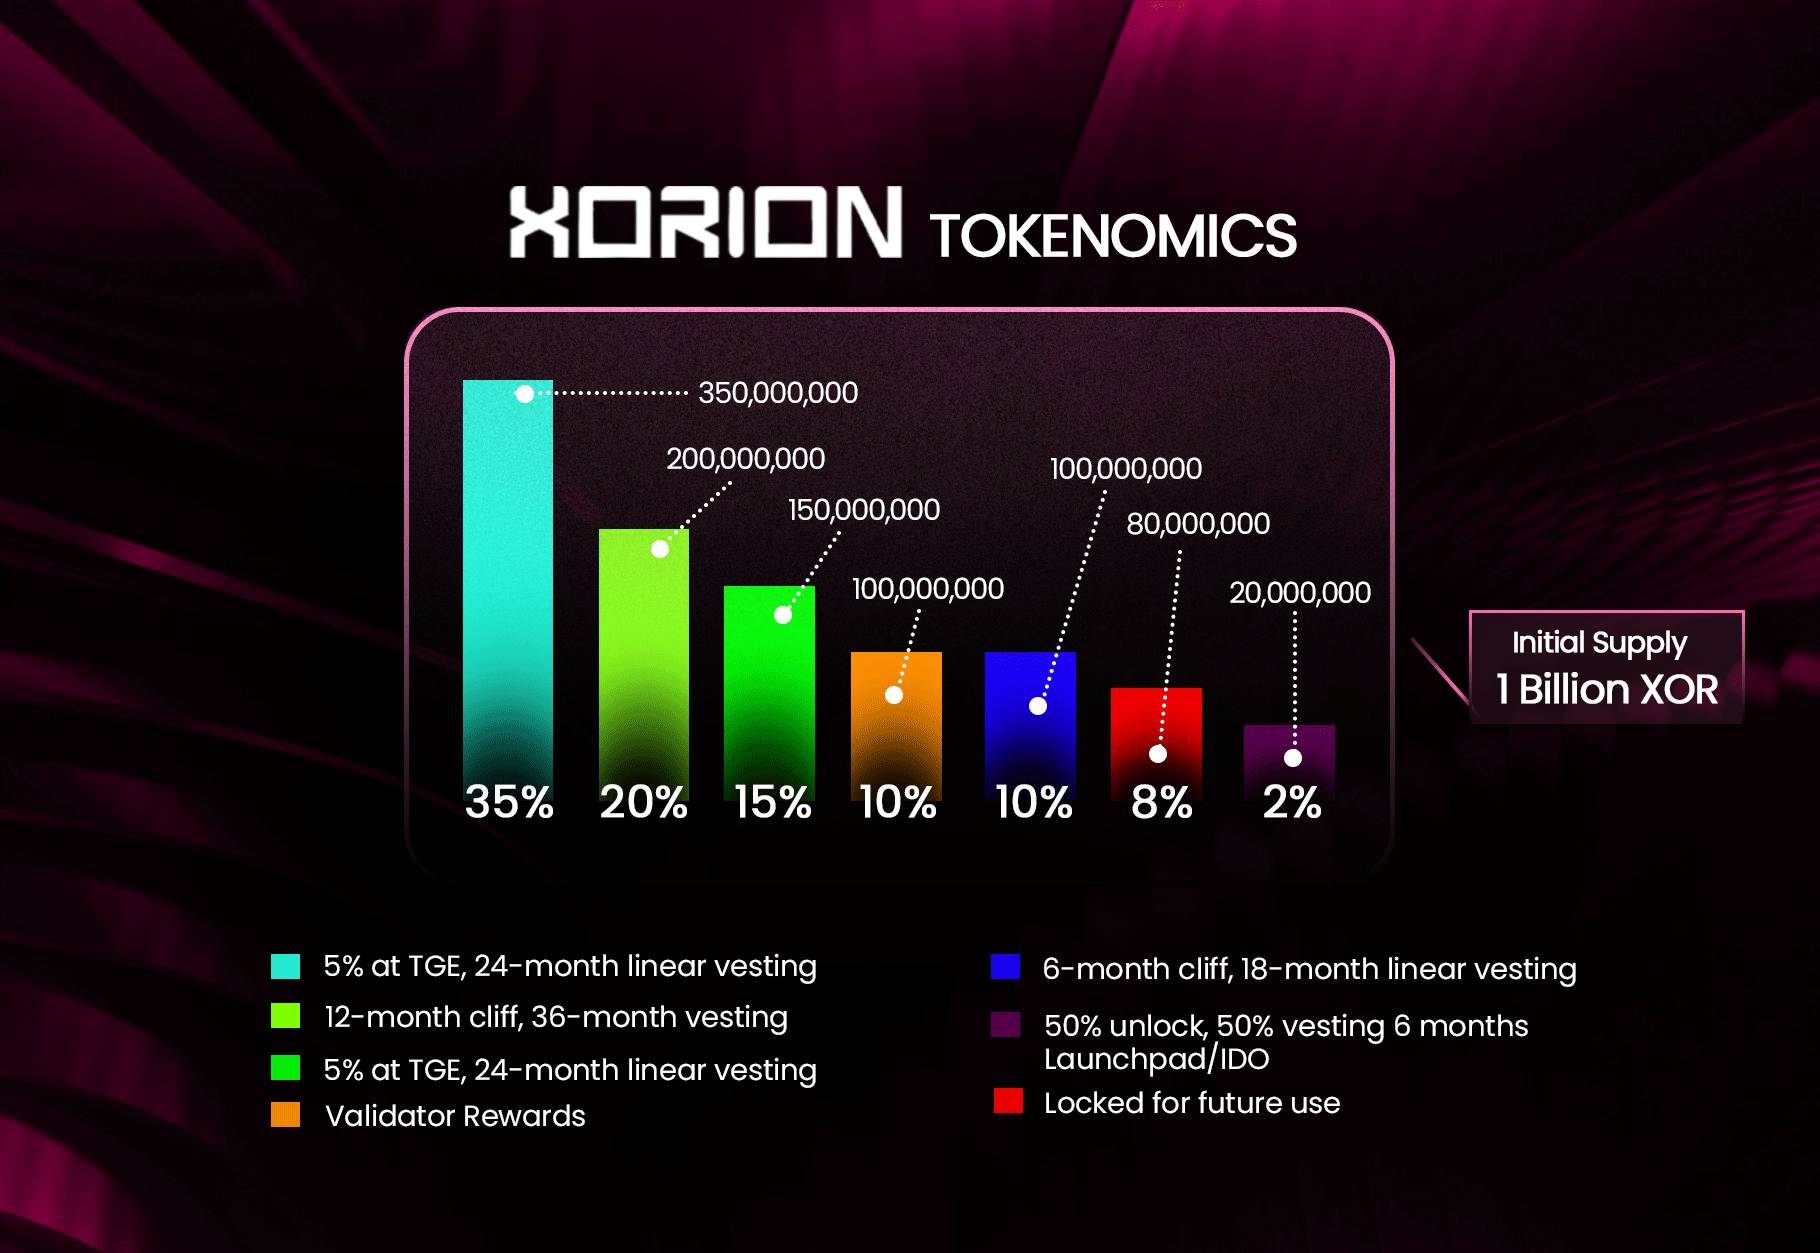 XORION TOKENOMICS
350,000,000
200,000,000
150,000,000
100,000,000
100,000,000
80,000,000
20,000,000
35%
20%
15%
10%
10%
8%
2%
Initial Supply
1 Billion XOR
5% at TGE, 24-month linear vesting
12-month cliff, 36-month vesting
5% at TGE, 24-month linear vesting
Validator Rewards
6-month cliff, 18-month linear vesting
50% unlock, 50% vesting 6 months
Launchpad/IDO
Locked for future use